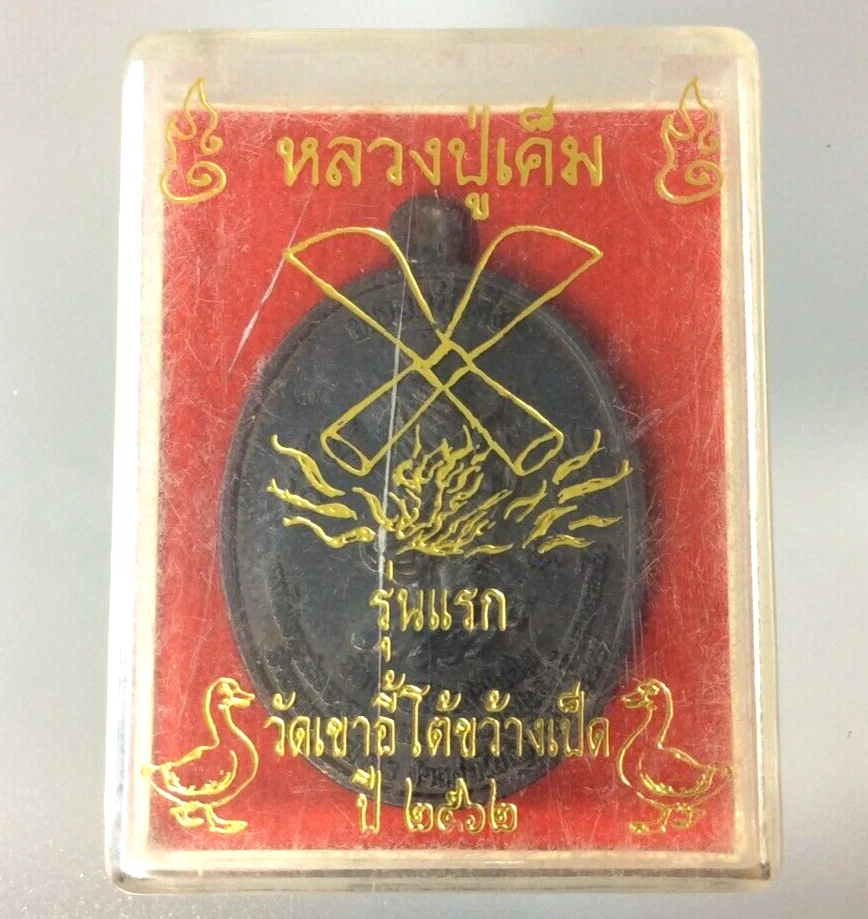 หลวงปู่เค็ม
รุ่นแรก
วัดเขาอี้โต้ขว้างเป็ด
ปี ๒๕๖๒